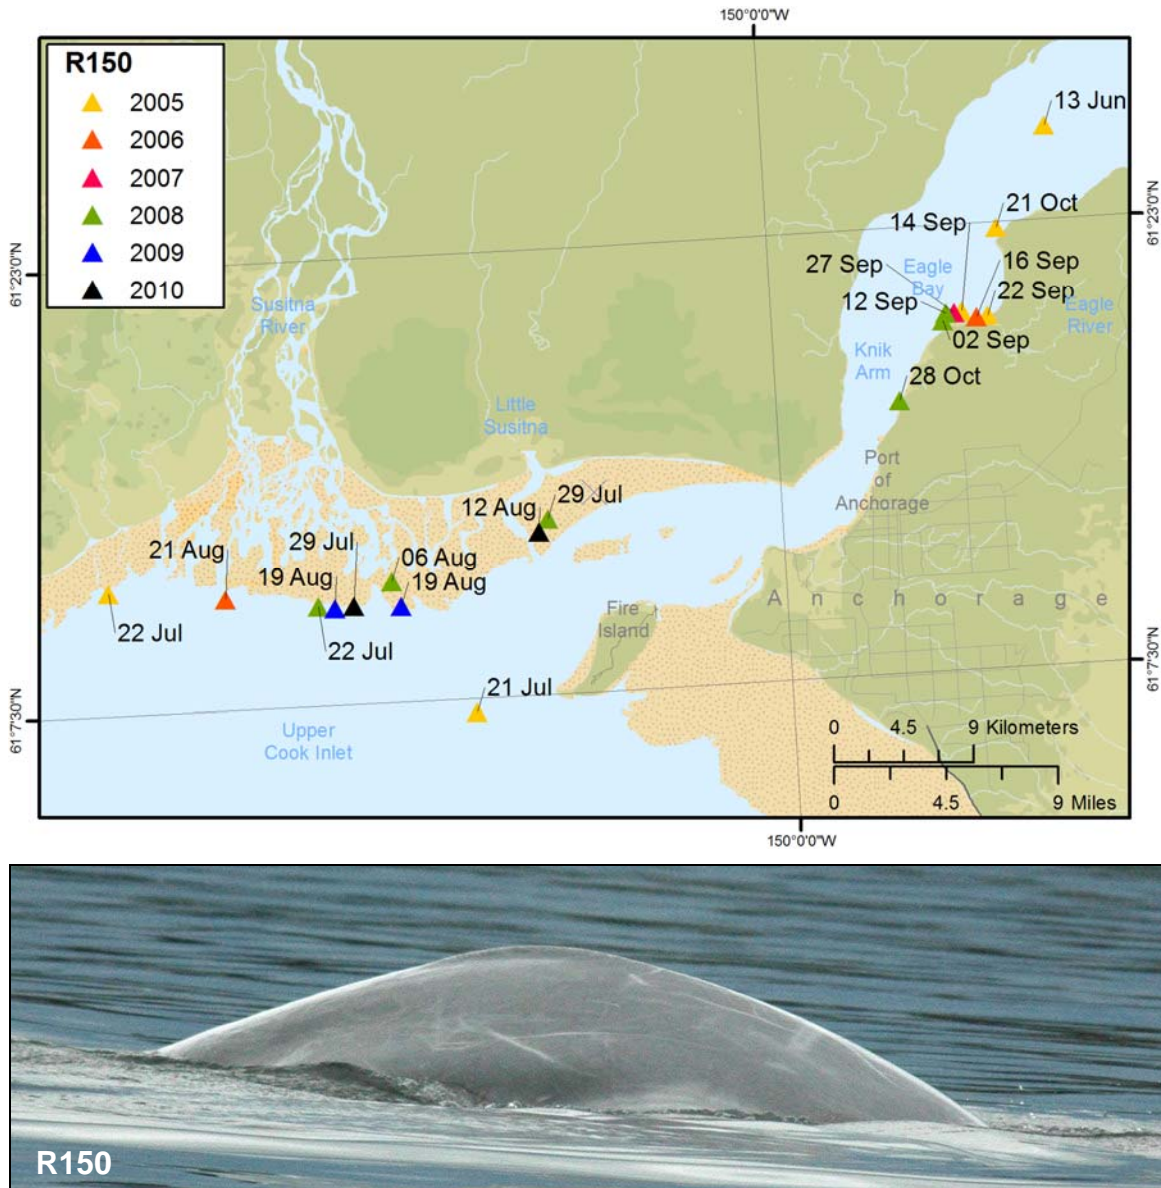 150°0'0"W
R150
2005
2006
2007
2008
2009
2010
13 Jun
21 Oct
14 Sep
16 Sep
27 Sep
Eagle
Bay
22 Sep
12 Sep
Eagle
River
02 Sep
Knik
Arm
28 Oct
61°23'0"N
61°23'0"N
Susitna
River
Little
Susitna
Port
of
Anchorage
12 Aug
29 Jul
21 Aug
29 Jul
06 Aug
19 Aug
19 Aug
22 Jul
22 Jul
Fire
Island
Anchorage
21 Jul
61°7'30"N
61°7'30"N
Upper
Cook Inlet
0 4.5 9 Kilometers
0 4.5 9 Miles
150°0'0"W
R150